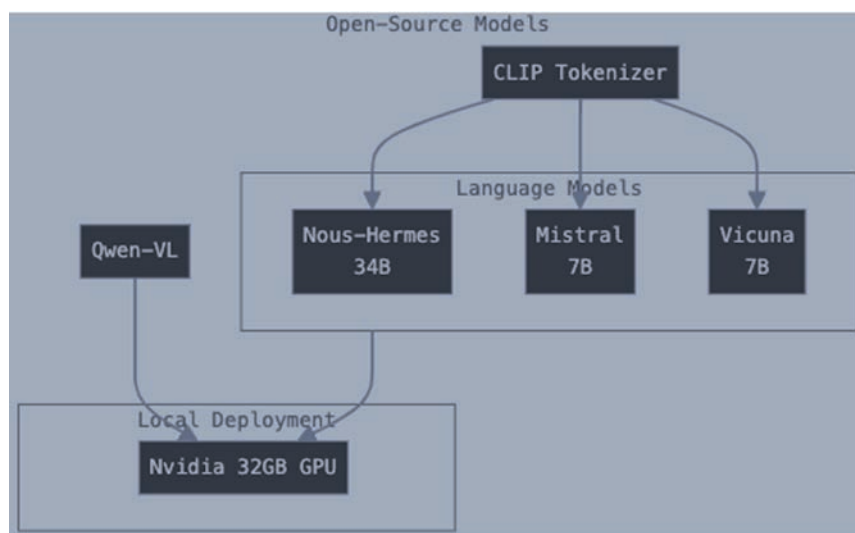 Open-Source Models
CLIP Tokenizer
Language Models
Nous-Hermes
34B
Mistral
7B
Vicuna
7B
Qwen-VL
Local Deployment
Nvidia 32GB GPU